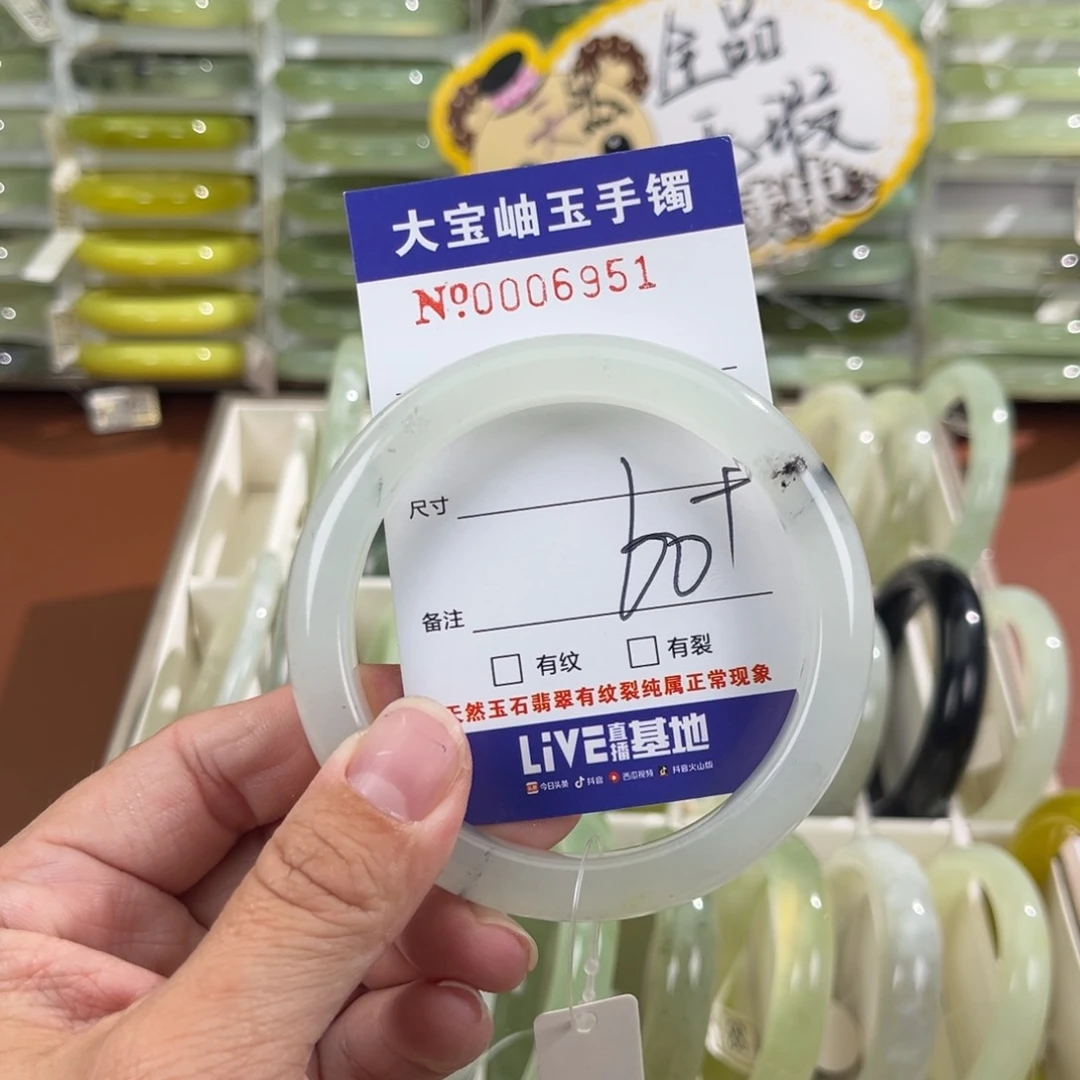 全品
大宝岫玉手镯
Nº0006951
尺寸
60+
备注
有纹 有裂
天然玉石翡翠有纹裂纯属正常现象
LiVE直播基地
今日头条 抖音 西瓜视频 抖音火山版